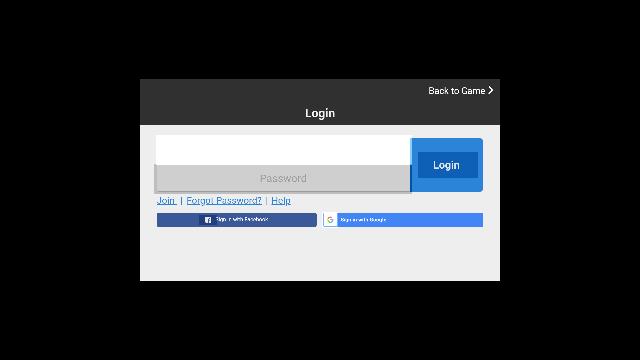 Back to Game
Login
Login
Password
Join | Forgot Password? | Help
Sign in with Facebook
Sign in with Google